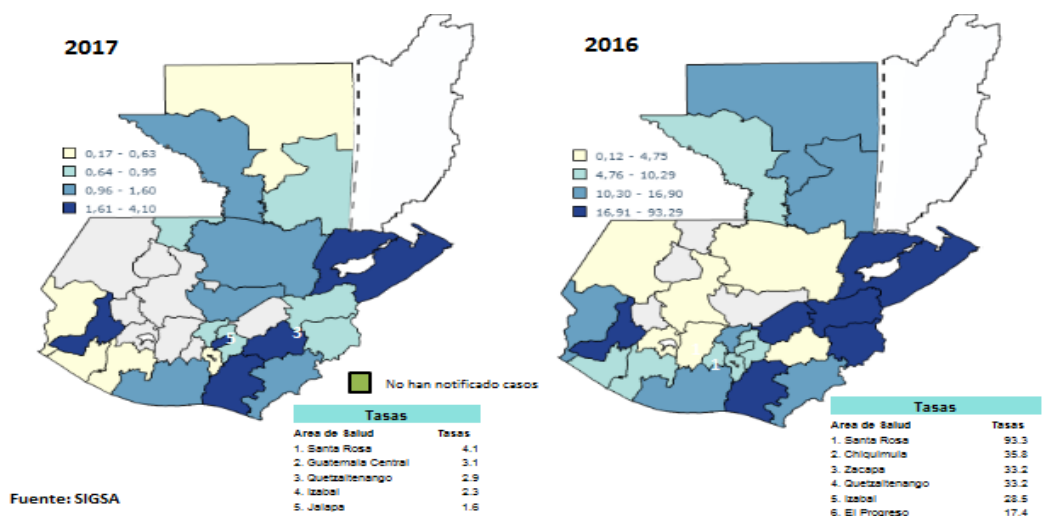 2017
0,17 - 0,63
0,64 - 0,95
0,96 - 1,60
1,61 - 4,10
5
3
No han notificado casos
Tasas
Area de Salud Tasas
1. Santa Rosa 4.1
2. Guatemala Central 3.1
3. Quetzaltenango 2.9
4. Izabal 2.3
5. Jalapa 1.6
Fuente: SIGSA
2016
0,12 - 4,75
4,76 - 10,29
10,30 - 16,90
16,91 - 93,29
1
Tasas
Area de Salud Tasas
1. Santa Rosa 93.3
2. Chiquimula 35.8
3. Zacapa 33.2
4. Quetzaltenango 33.2
5. Izabal 28.5
6. El Progreso 17.4